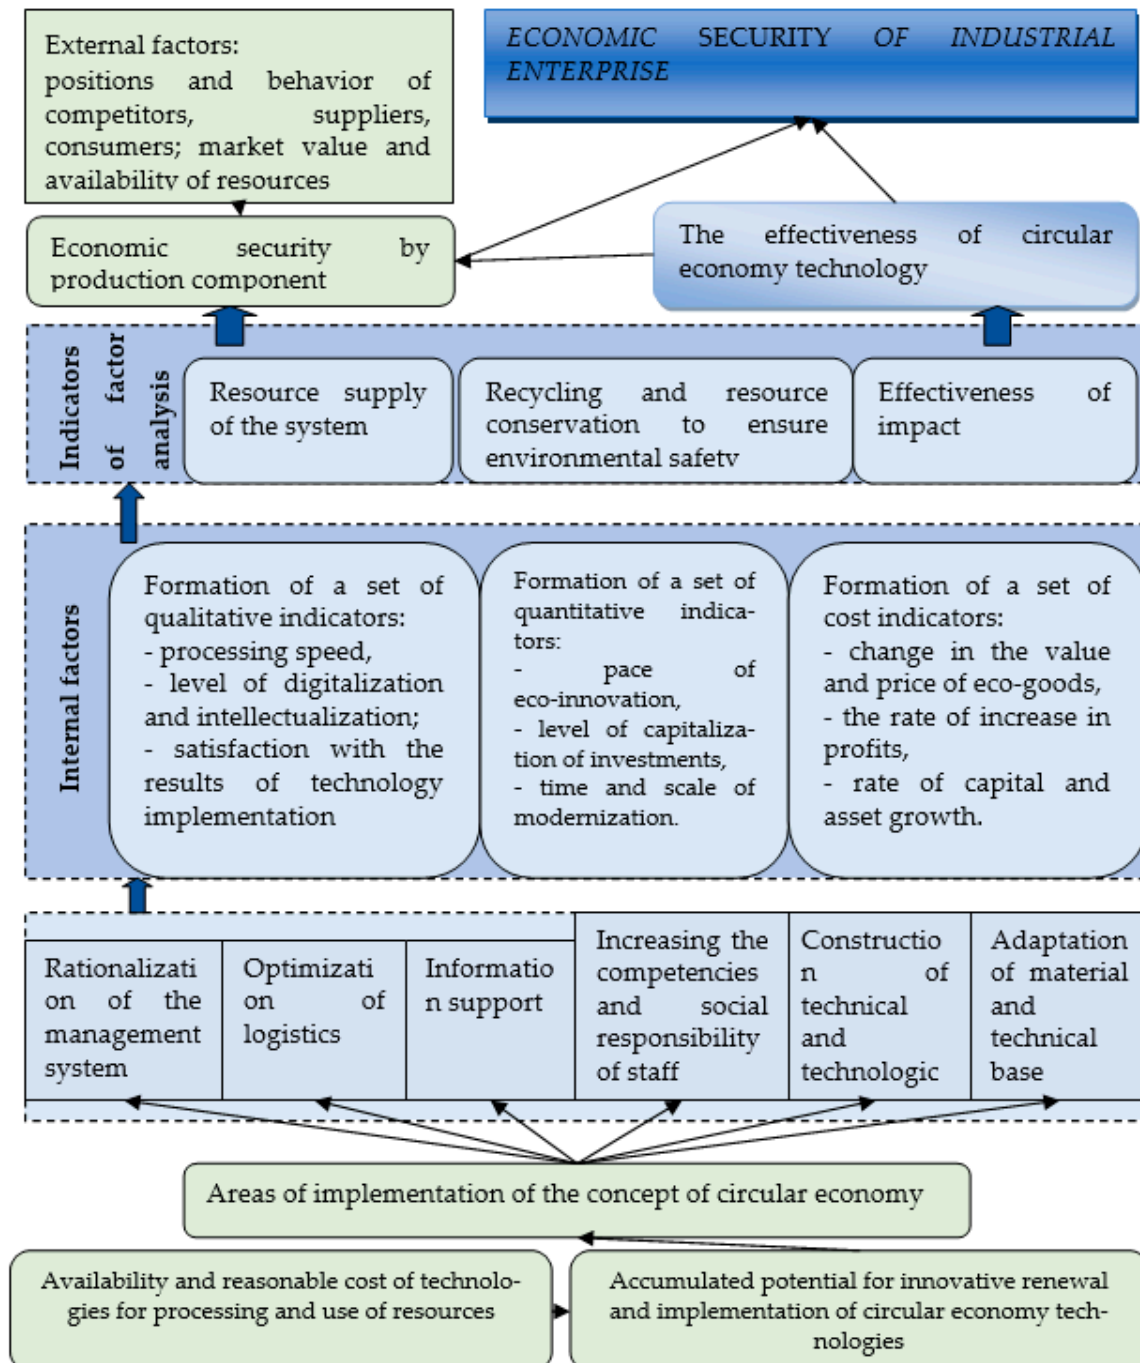 External factors:
positions and behavior of
competitors, suppliers,
consumers; market value and
availability of resources
ECONOMIC SECURITY OF INDUSTRIAL
ENTERPRISE
Economic security by
production component
The effectiveness of circular
economy technology
Indicators
of factor
analysis
Resource supply
of the system
Recycling and resource
conservation to ensure
environmental safety
Effectiveness of
impact
Internal factors
Formation of a set of
qualitative indicators:
- processing speed,
- level of digitalization
and intellectualization;
- satisfaction with the
results of technology
implementation
Formation of a set of
quantitative indica-
tors:
- pace of
eco-innovation,
- level of capitaliza-
tion of investments,
- time and scale of
modernization.
Formation of a set of
cost indicators:
- change in the value
and price of eco-goods,
- the rate of increase in
profits,
- rate of capital and
asset growth.
Rationalizati
on of the
management
system
Optimizati
on of
logistics
Informatio
n support
Increasing the
competencies
and social
responsibility
of staff
Constructio
n of
technical
and
technologic
Adaptation
of material
and
technical
base
Areas of implementation of the concept of circular economy
Availability and reasonable cost of technolo-
gies for processing and use of resources
Accumulated potential for innovative renewal
and implementation of circular economy tech-
nologies